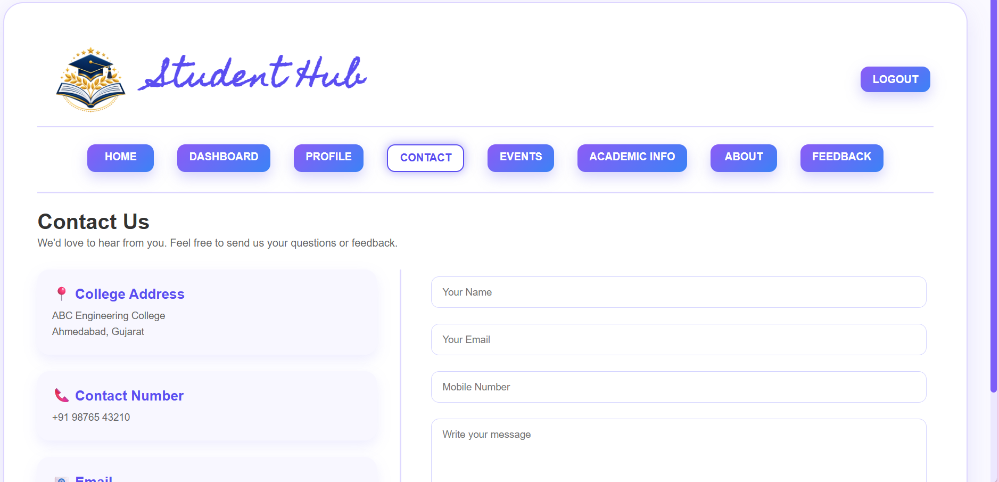 Student Hub
LOGOUT
HOME DASHBOARD PROFILE CONTACT EVENTS ACADEMIC INFO ABOUT FEEDBACK
Contact Us
We'd love to hear from you. Feel free to send us your questions or feedback.
College Address
ABC Engineering College
Ahmedabad, Gujarat
Contact Number
+91 98765 43210
Email
Your Name
Your Email
Mobile Number
Write your message